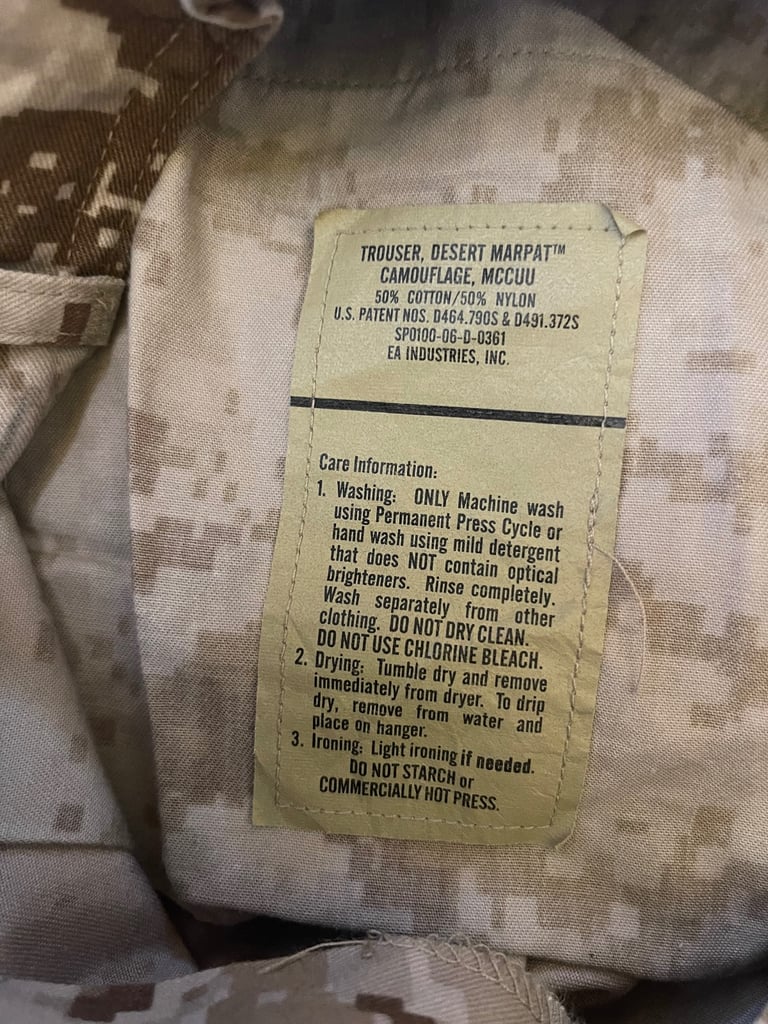 TROUSER, DESERT MARPAT™
CAMOUFLAGE, MCCUU
50% COTTON/50% NYLON
U.S. PATENT NOS. D464.790S & D491.372S
SP0100-06-D-0361
EA INDUSTRIES, INC.
Care Information:
1. Washing: ONLY Machine wash
using Permanent Press Cycle or
hand wash using mild detergent
that does NOT contain optical
brighteners. Rinse completely.
Wash separately from other
clothing. DO NOT DRY CLEAN.
DO NOT USE CHLORINE BLEACH.
2. Drying: Tumble dry and remove
immediately from dryer. To drip
dry, remove from water and
place on hanger.
3. Ironing: Light ironing if needed.
DO NOT STARCH or
COMMERCIALLY HOT PRESS.